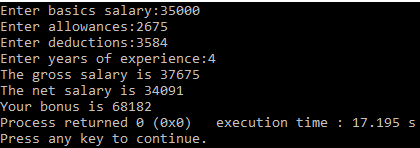 Enter basics salary:35000
Enter allowances:2675
Enter deductions:3584
Enter years of experience:4
The gross salary is 37675
The net salary is 34091
Your bonus is 68182
Process returned 0 (0x0)   execution time : 17.195 s
Press any key to continue.